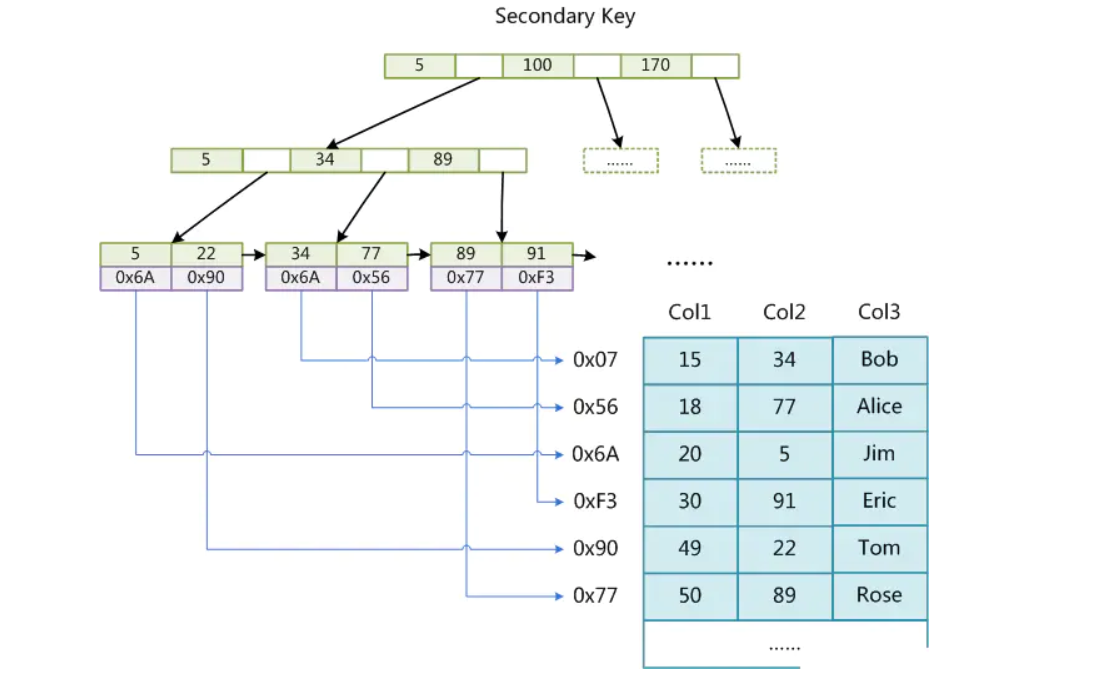 Secondary Key
5 100 170
5 34 89 ...... ......
5 22 34 77 89 91
0x6A 0x90 0x6A 0x56 0x77 0xF3
......
Col1 Col2 Col3
0x07 15 34 Bob
0x56 18 77 Alice
0x6A 20 5 Jim
0xF3 30 91 Eric
0x90 49 22 Tom
0x77 50 89 Rose
......